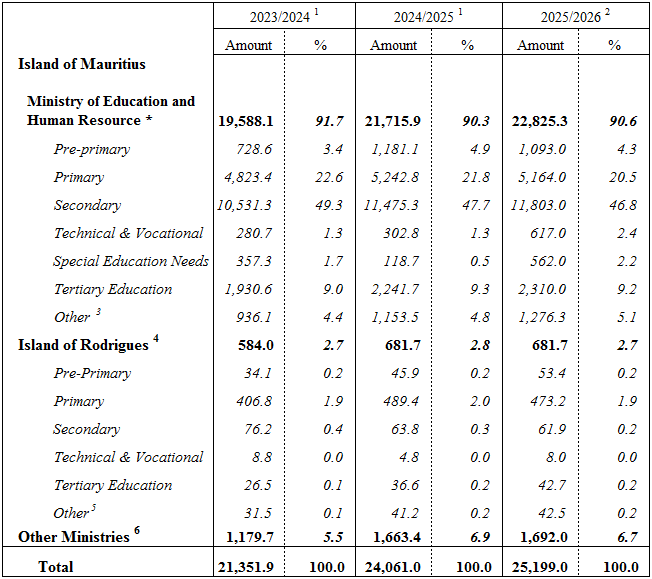 2023/2024 1 2024/2025 1 2025/2026 2
Amount % Amount % Amount %
Island of Mauritius
Ministry of Education and
Human Resource * 19,588.1 91.7 21,715.9 90.3 22,825.3 90.6
Pre-primary 728.6 3.4 1,181.1 4.9 1,093.0 4.3
Primary 4,823.4 22.6 5,242.8 21.8 5,164.0 20.5
Secondary 10,531.3 49.3 11,475.3 47.7 11,803.0 46.8
Technical & Vocational 280.7 1.3 302.8 1.3 617.0 2.4
Special Education Needs 357.3 1.7 118.7 0.5 562.0 2.2
Tertiary Education 1,930.6 9.0 2,241.7 9.3 2,310.0 9.2
Other 3 936.1 4.4 1,153.5 4.8 1,276.3 5.1
Island of Rodrigues 4 584.0 2.7 681.7 2.8 681.7 2.7
Pre-Primary 34.1 0.2 45.9 0.2 53.4 0.2
Primary 406.8 1.9 489.4 2.0 473.2 1.9
Secondary 76.2 0.4 63.8 0.3 61.9 0.2
Technical & Vocational 8.8 0.0 4.8 0.0 8.0 0.0
Tertiary Education 26.5 0.1 36.6 0.2 42.7 0.2
Other 5 31.5 0.1 41.2 0.2 42.5 0.2
Other Ministries 6 1,179.7 5.5 1,663.4 6.9 1,692.0 6.7
Total 21,351.9 100.0 24,061.0 100.0 25,199.0 100.0